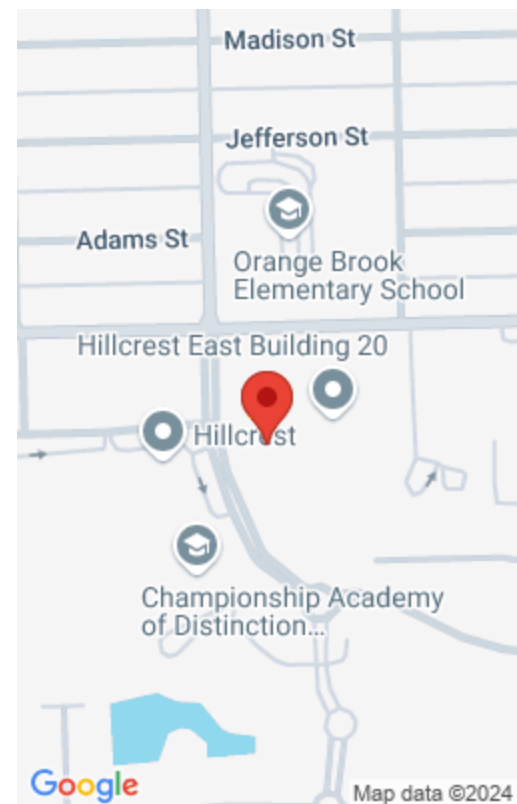 Madison St
Jefferson St
Adams St
Orange Brook
Elementary School
Hillcrest East Building 20
Hillcrest
Championship Academy
of Distinction...
Google
Map data ©2024